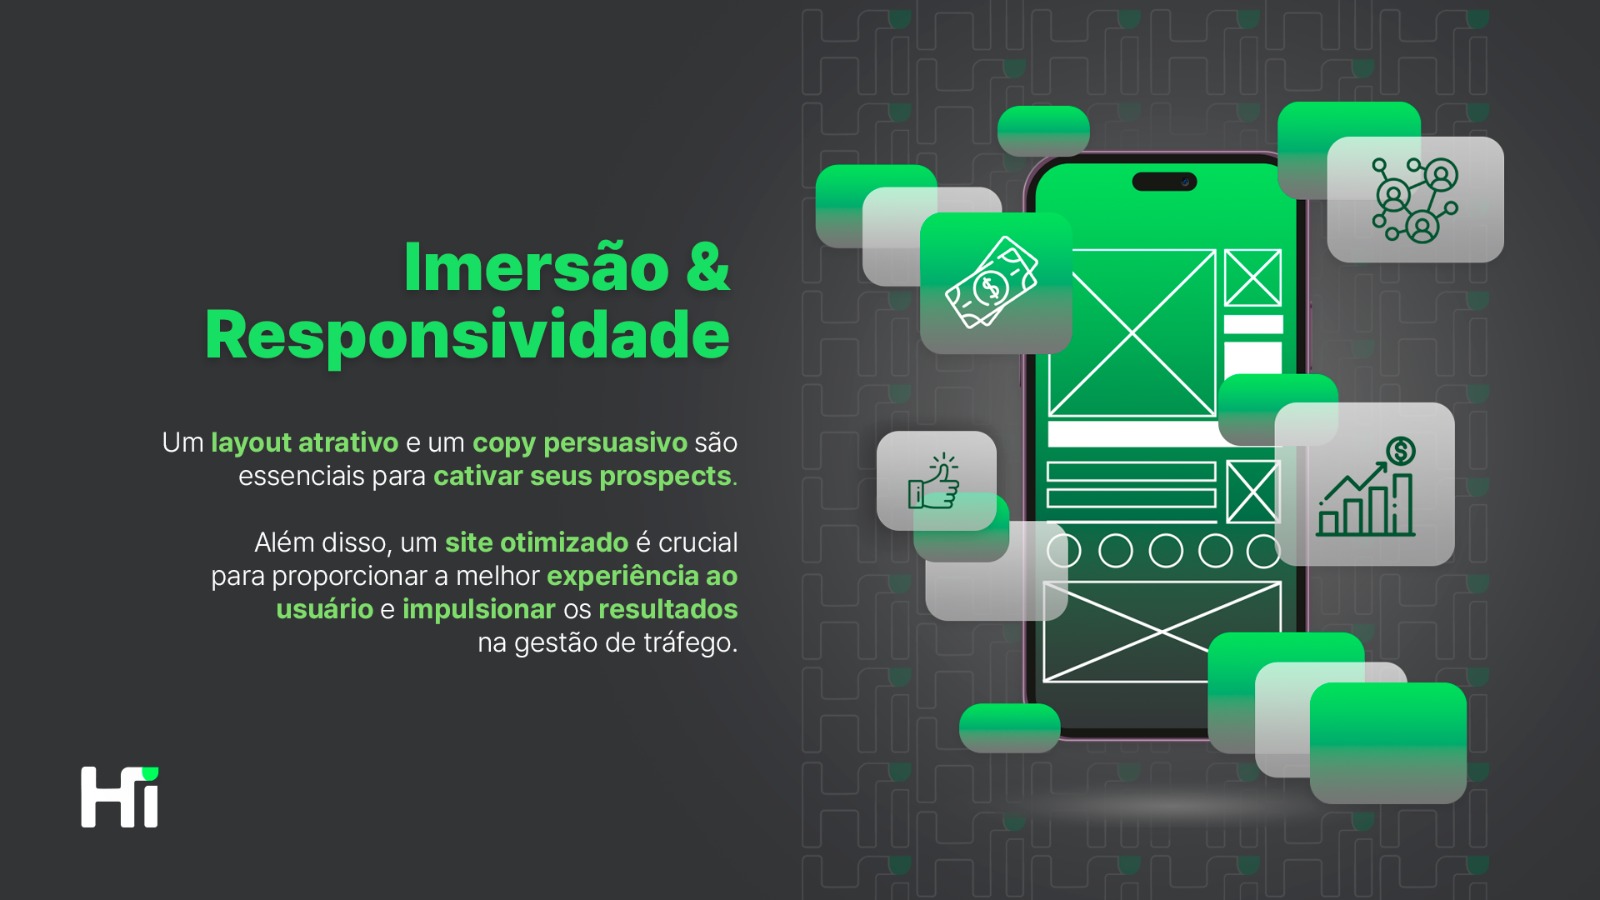 Imersão &
Responsividade
Um layout atrativo e um copy persuasivo são
essenciais para cativar seus prospects.
Além disso, um site otimizado é crucial
para proporcionar a melhor experiência ao
usuário e impulsionar os resultados
na gestão de tráfego.
Hi
$
$